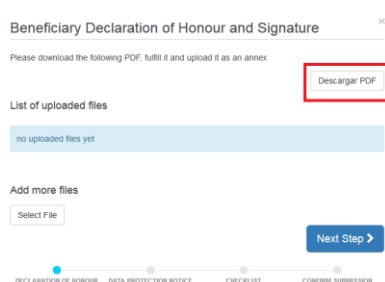 Beneficiary Declaration of Honour and Signature
×
Please download the following PDF, fulfill it and upload it as an annex
Descargar PDF
List of uploaded files
no uploaded files yet
Add more files
Select File
Next Step
DECLARATION OF HONOUR DATA PROTECTION NOTICE CHECKLIST CONFIRM SUBMISSION